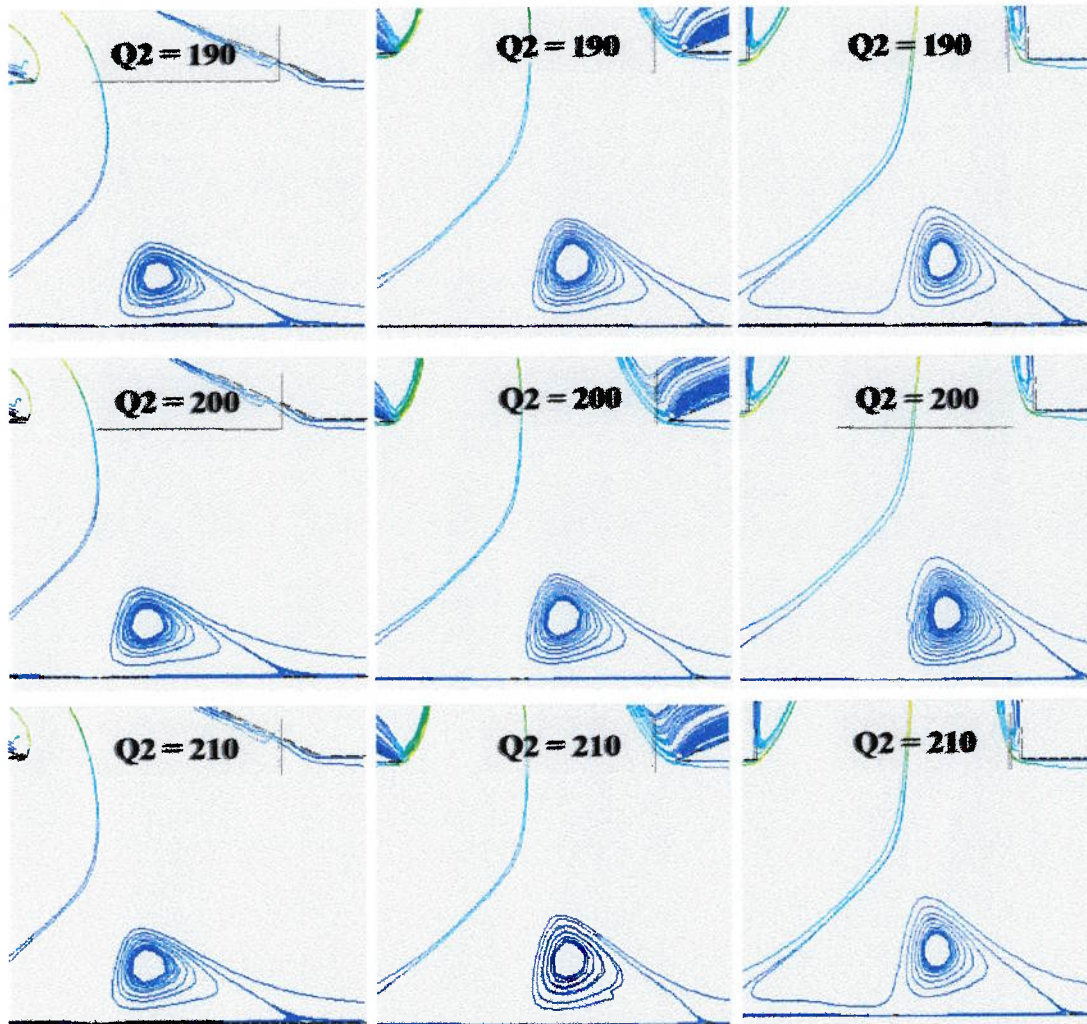 Q2 = 190
Q2 = 190
Q2 = 190
Q2 = 200
Q2 = 200
Q2 = 200
Q2 = 210
Q2 = 210
Q2 = 210